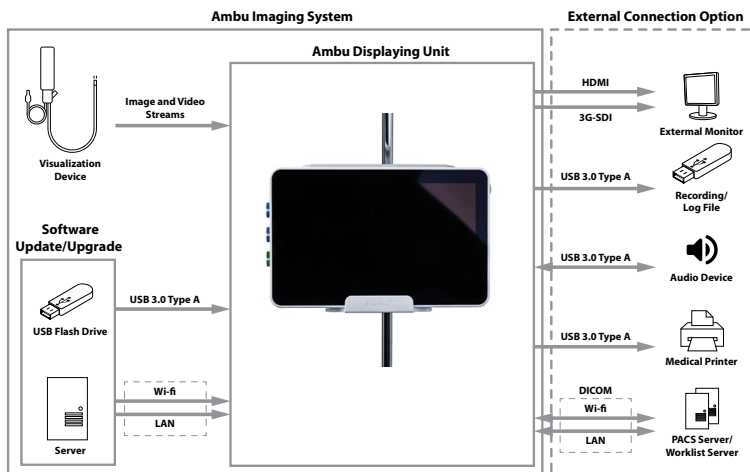 Ambu Imaging System
External Connection Option
Ambu Displaying Unit
Image and Video
Streams
Visualization
Device
Software
Update/Upgrade
USB 3.0 Type A
USB Flash Drive
Wi-fi
LAN
Server
HDMI
3G-SDI
External Monitor
USB 3.0 Type A
Recording/
Log File
USB 3.0 Type A
Audio Device
USB 3.0 Type A
Medical Printer
DICOM
Wi-fi
LAN
PACS Server/
Worklist Server